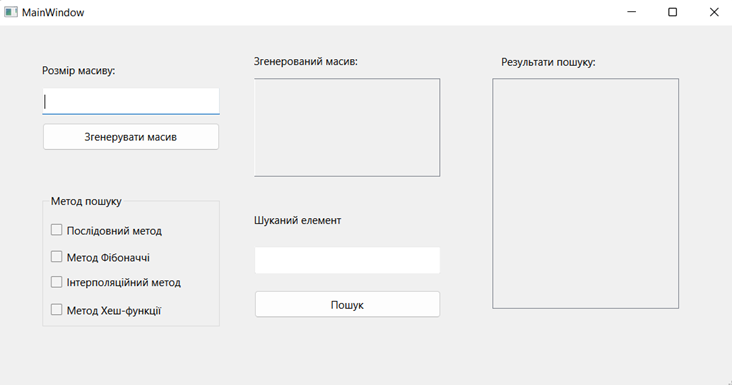 MainWindow
Розмір масиву:
Згенерувати масив
Метод пошуку
Послідовний метод
Метод Фібоначчі
Інтерполяційний метод
Метод Хеш-функції
Згенерований масив:
Шуканий елемент
Пошук
Результати пошуку: